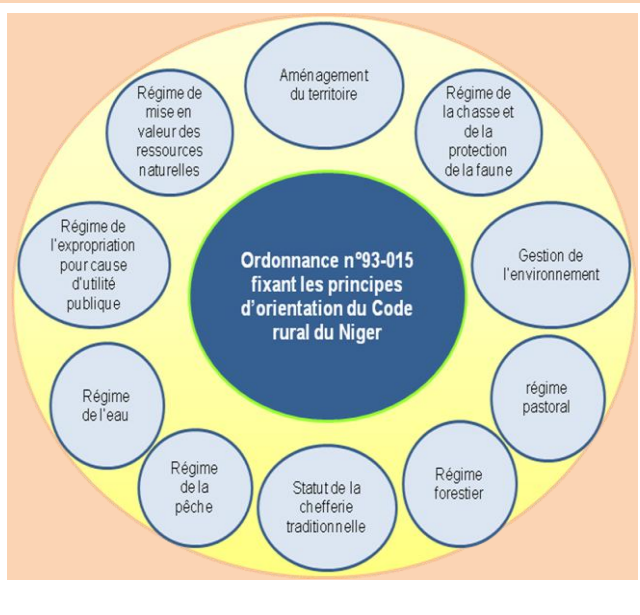 Aménagement
du territoire
Régime de
la chasse et
de la
protection
de la faune
Gestion de
l'environnement
régime
pastoral
Régime
forestier
Statut de la
chefferie
traditionnelle
Régime
de la
pêche
Régime
de l'eau
Régime de
l'expropriation
pour cause
d'utilité
publique
Régime de
mise en
valeur des
ressources
naturelles
Ordonnance n°93-015
fixant les principes
d'orientation du Code
rural du Niger